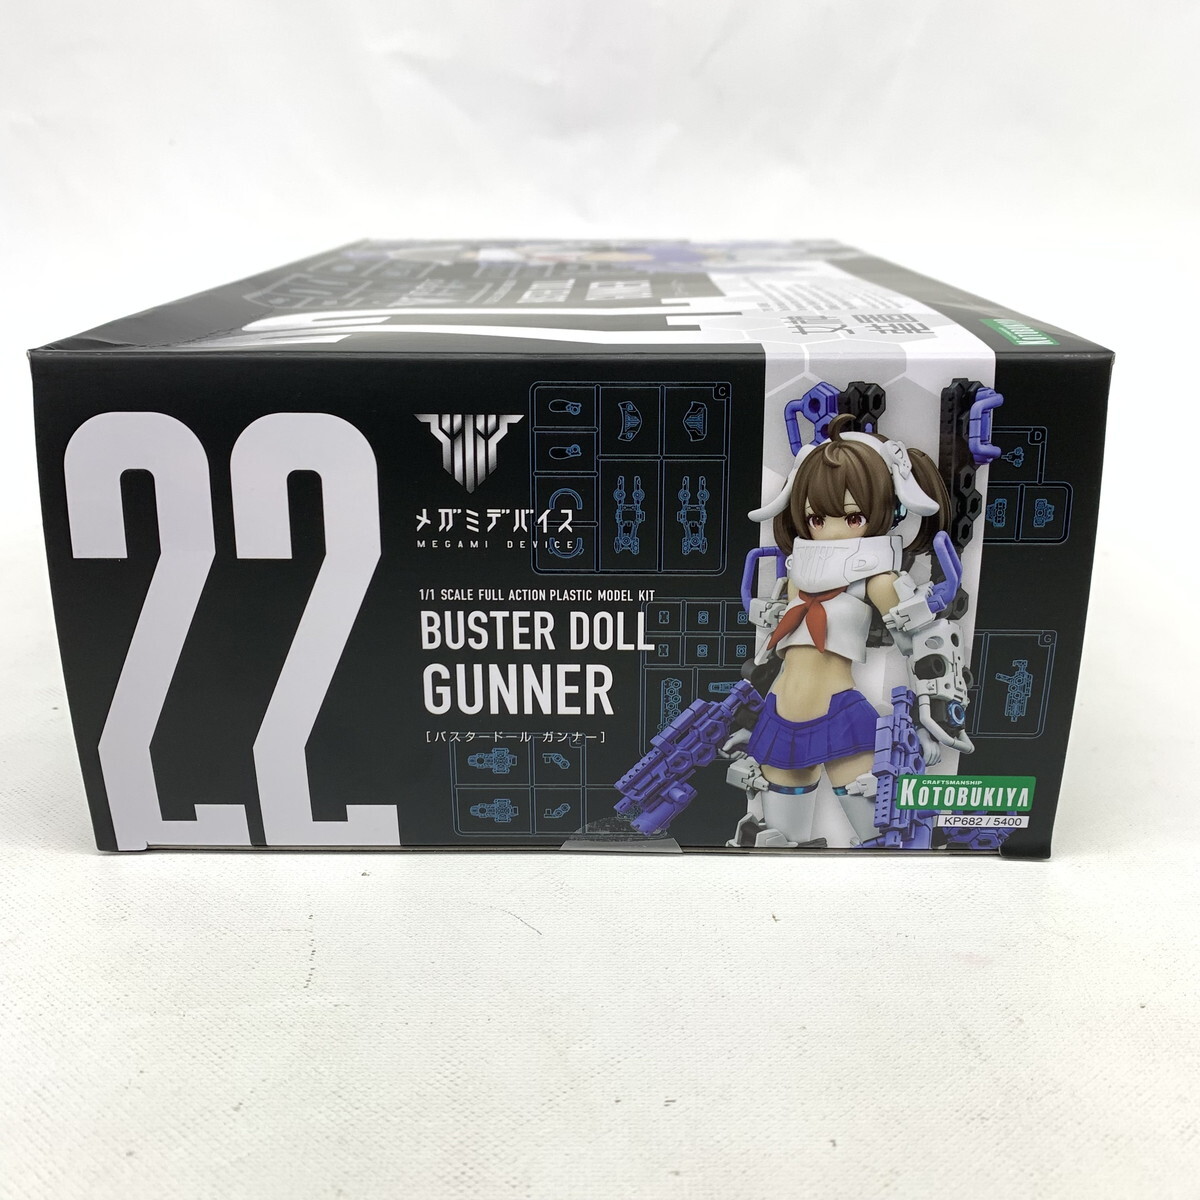 22
メガミデバイス
MEGAMI DEVICE
1/1 SCALE FULL ACTION PLASTIC MODEL KIT
BUSTER DOLL
GUNNER
[バスタードール ガンナー]
C
D
G
CRAFTSMANSHIP
KOTOBUKIYA
KP682 / 5400